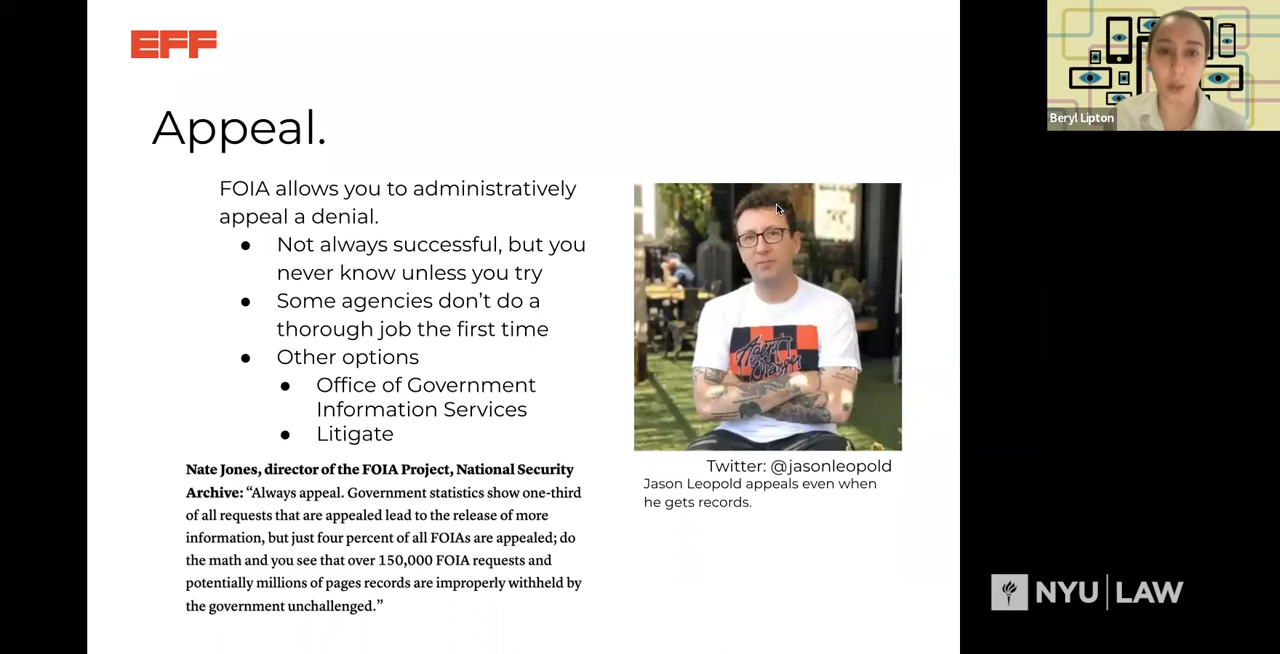 EFF
Appeal.
FOIA allows you to administratively
appeal a denial.
● Not always successful, but you
never know unless you try
● Some agencies don't do a
thorough job the first time
● Other options
● Office of Government
Information Services
● Litigate
Nate Jones, director of the FOIA Project, National Security
Archive: “Always appeal. Government statistics show one-third
of all requests that are appealed lead to the release of more
information, but just four percent of all FOIAs are appealed; do
the math and you see that over 150,000 FOIA requests and
potentially millions of pages records are improperly withheld by
the government unchallenged.”
Twitter: @jasonleopold
Jason Leopold appeals even when
he gets records.
Beryl Lipton
NYU | LAW